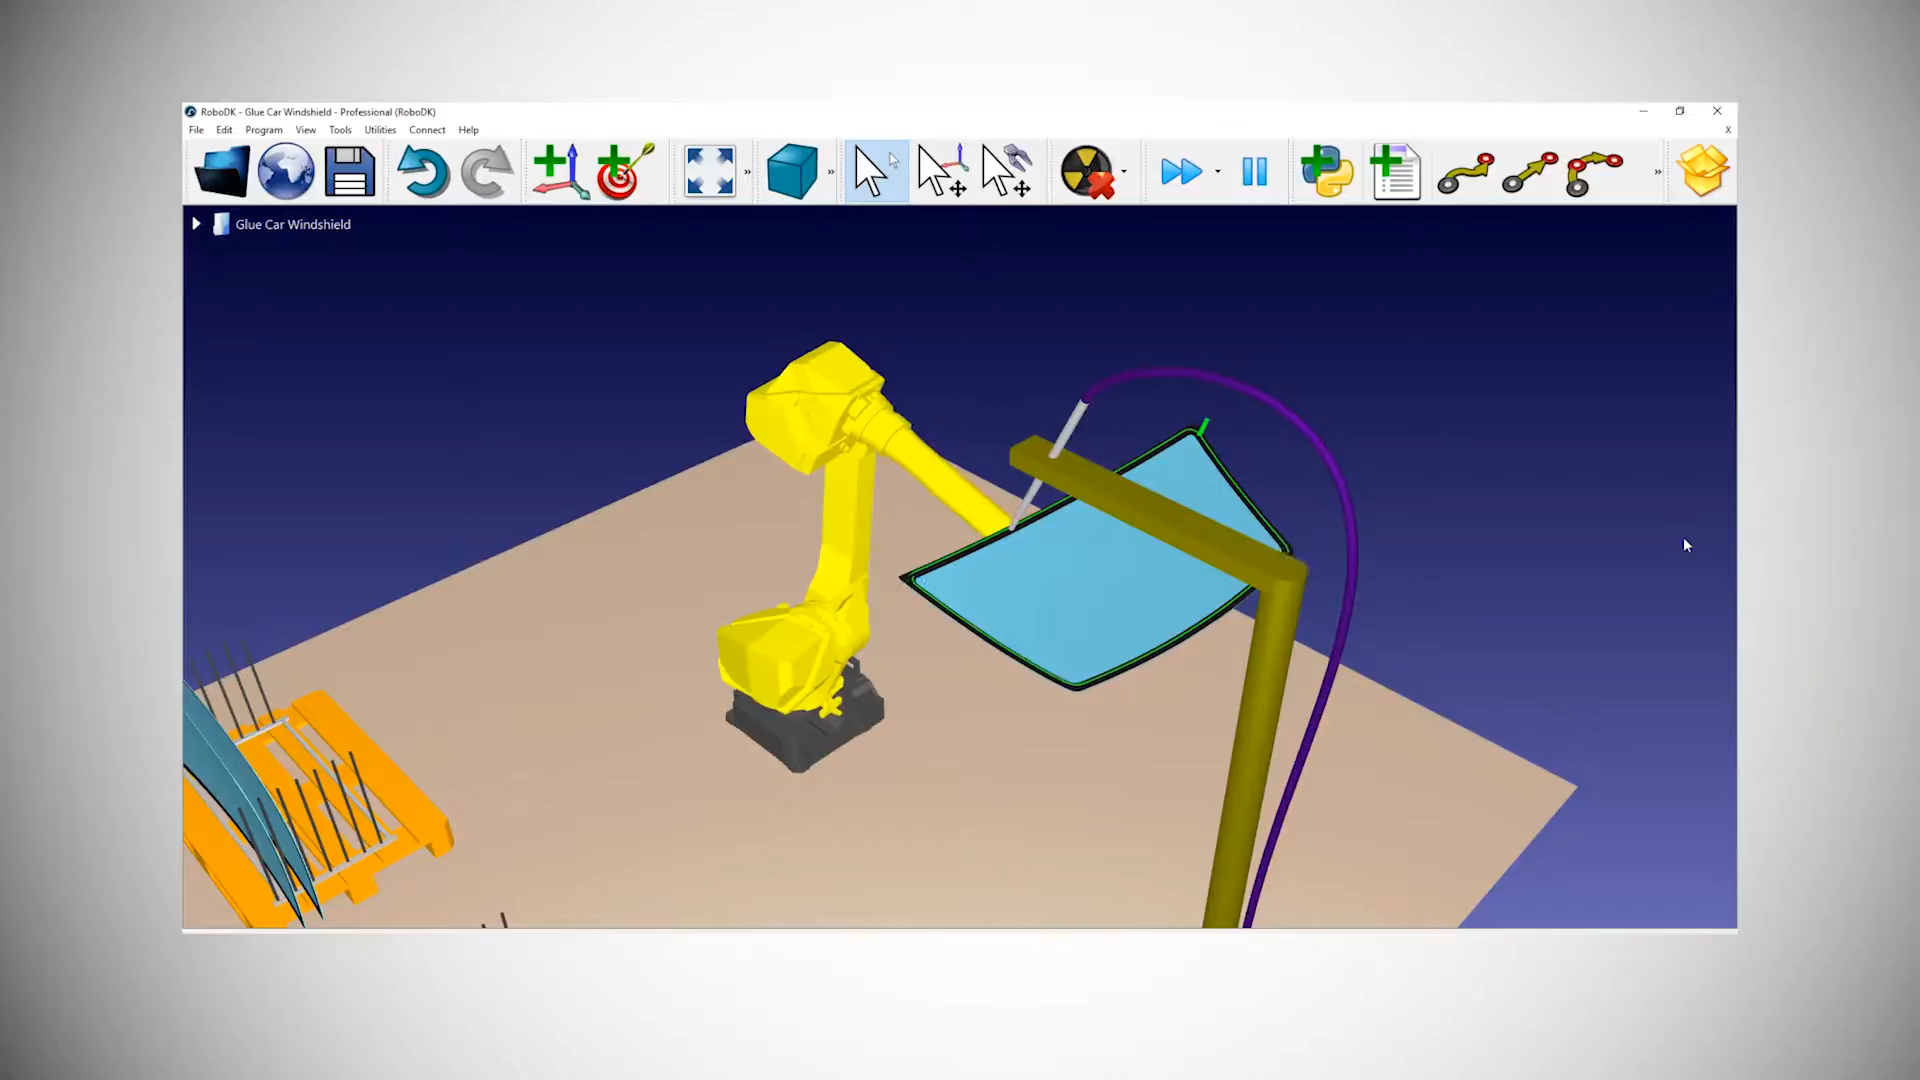 RoboDK - Glue Car Windshield - Professional (RoboDK)
File Edit Program View Tools Utilities Connect Help
Glue Car Windshield